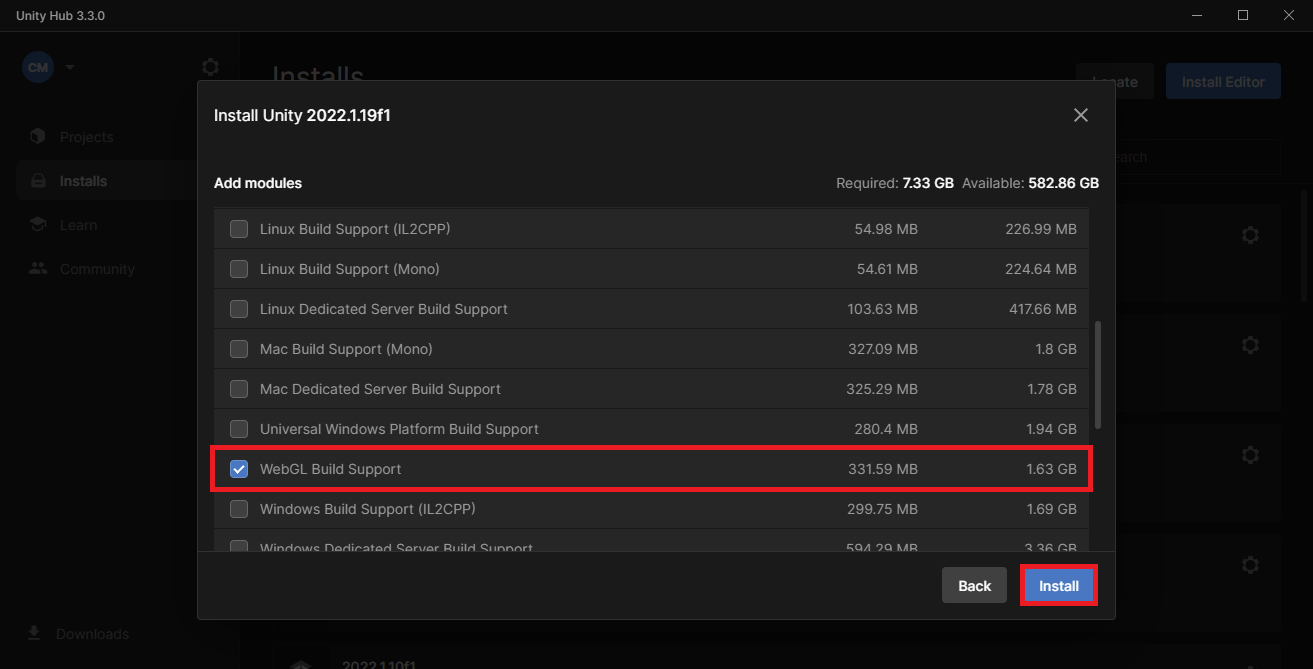 Unity Hub 3.3.0
CM
Installs
Locate
Install Editor
Install Unity 2022.1.19f1
Projects
Installs
Learn
Community
Add modules
Required: 7.33 GB Available: 582.86 GB
Linux Build Support (IL2CPP) 54.98 MB 226.99 MB
Linux Build Support (Mono) 54.61 MB 224.64 MB
Linux Dedicated Server Build Support 103.63 MB 417.66 MB
Mac Build Support (Mono) 327.09 MB 1.8 GB
Mac Dedicated Server Build Support 325.29 MB 1.78 GB
Universal Windows Platform Build Support 280.4 MB 1.94 GB
WebGL Build Support 331.59 MB 1.63 GB
Windows Build Support (IL2CPP) 299.75 MB 1.69 GB
Windows Dedicated Server Build Support 594.29 MB 3.36 GB
Back
Install
Downloads
2022.1.10f1